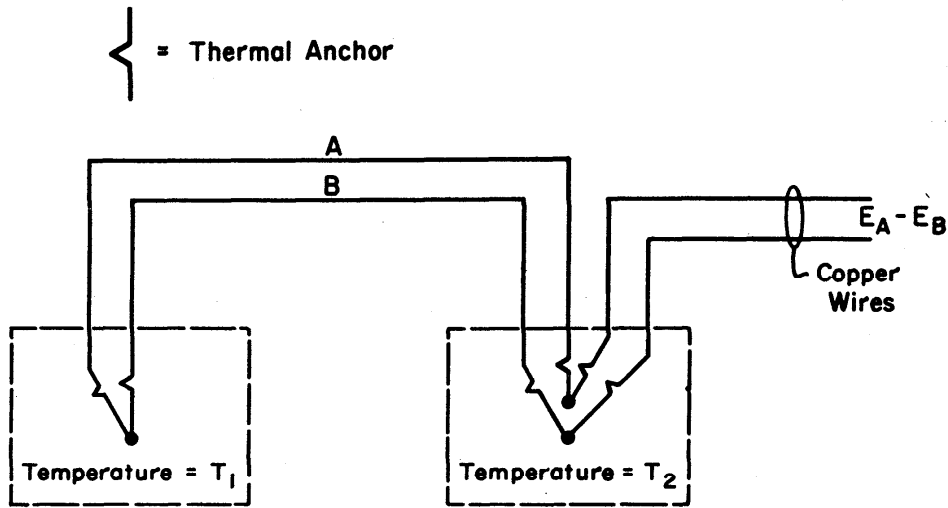 = Thermal Anchor
A
B
E_A - E_B
Copper
Wires
Temperature = T_1
Temperature = T_2